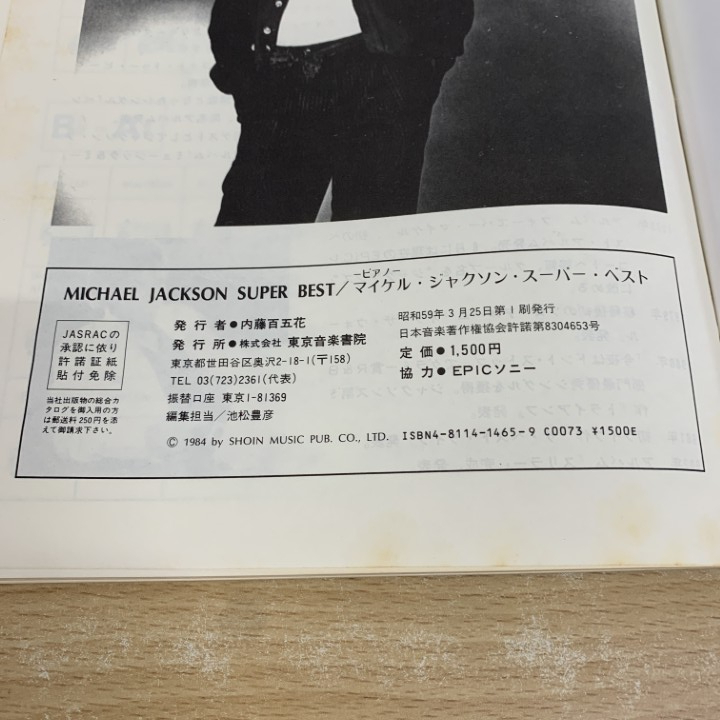 —ピアノ—
MICHAEL JACKSON SUPER BEST/マイケル・ジャクソン・スーパー・ベスト
JASRACの
承認に依り
許諾証紙
貼付免除
当社出版物の総合カ
タログを御入用の方
は郵送料250円を添
えて御請求下さい。
発行者●内藤百五花
発行所●株式会社 東京音楽書院
東京都世田谷区奥沢2-18-1(〒158)
TEL 03(723)2361(代表)
振替口座 東京1-81369
編集担当/池松豊彦
昭和59年3月25日第1刷発行
日本音楽著作権協会許諾第8304653号
定価●1,500円
協力●EPICソニー
© 1984 by SHOIN MUSIC PUB. CO., LTD. ISBN4-8114-1465-9 C0073 ¥1500E